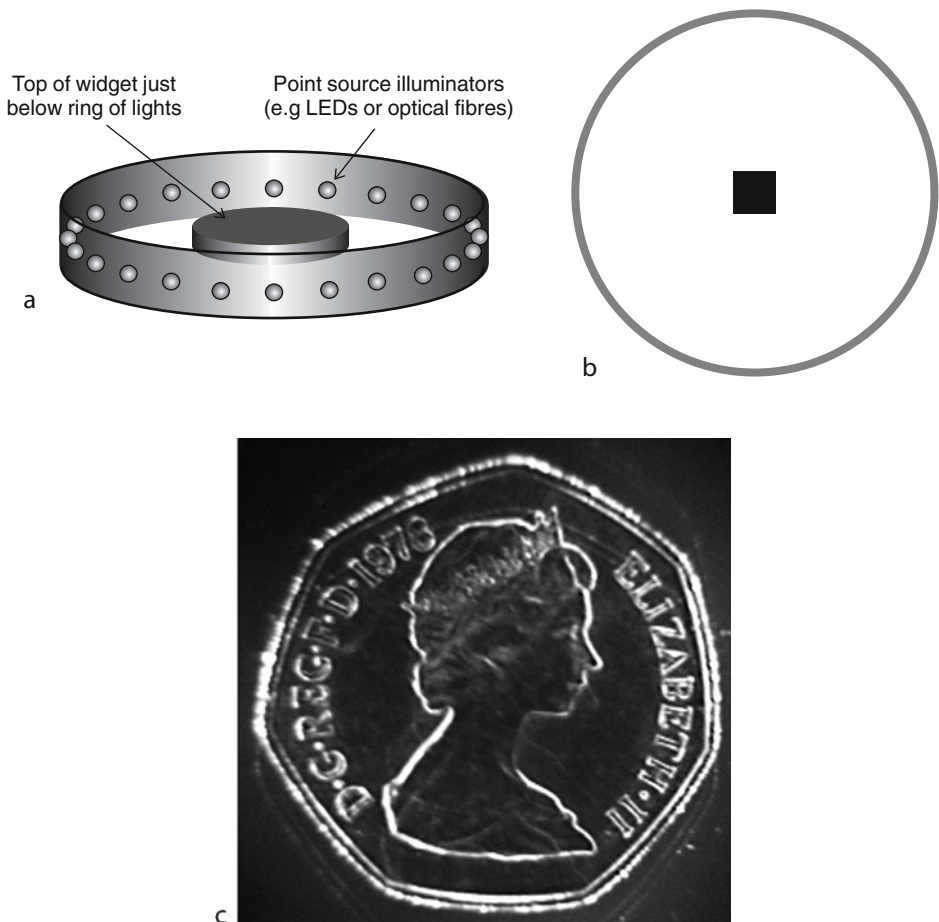 Top of widget just
below ring of lights
Point source illuminators
(e.g LEDs or optical fibres)
a
b
D·G·REG·F·D·1978
ELIZABETH·II
c